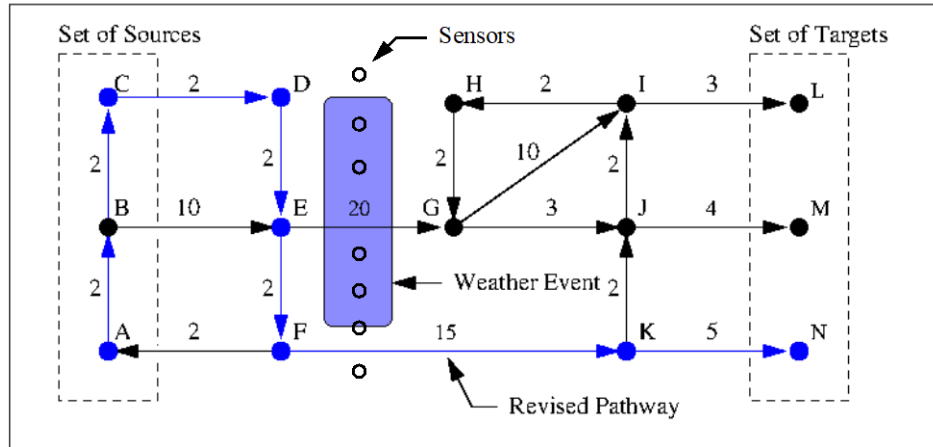 Set of Sources
Sensors
Set of Targets
C 2 D H 2 I 3 L
2 2 2 10 2
B 10 E 20 G 3 J 4 M
2 2 Weather Event 2
A 2 F 15 K 5 N
Revised Pathway